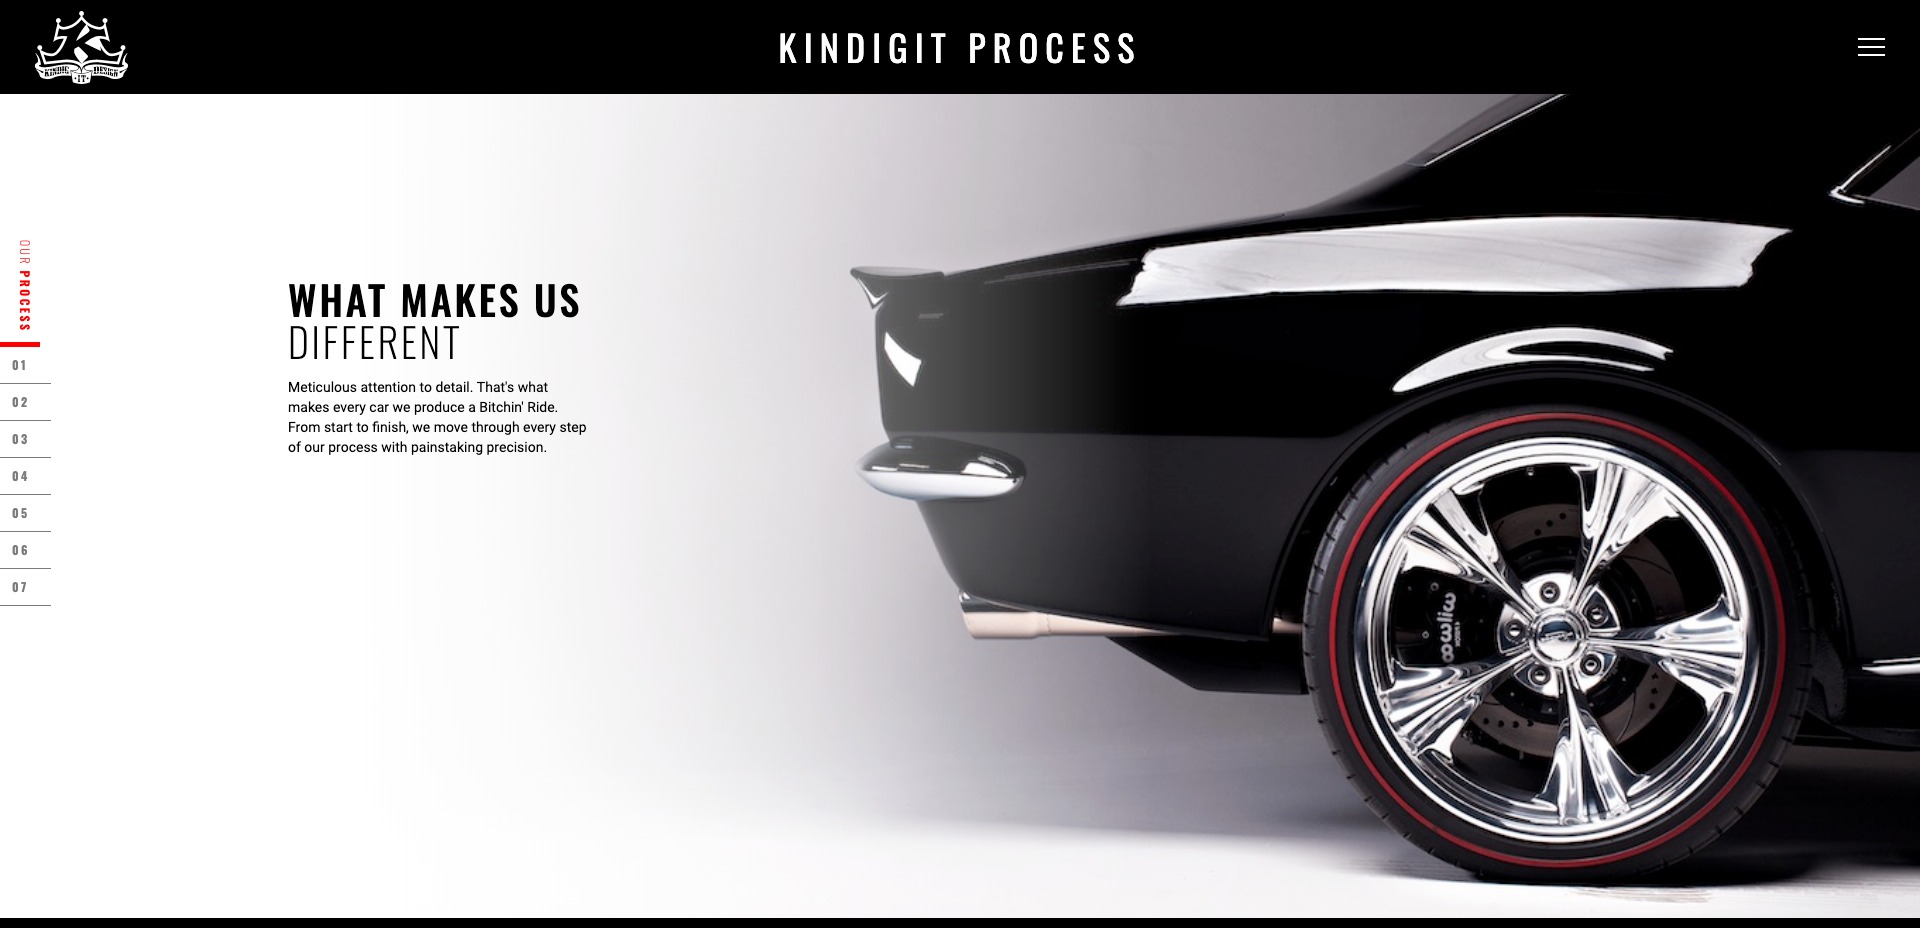 KINDIG IT DESIGN
KINDIGIT PROCESS
OUR PROCESS
01
02
03
04
05
06
07
WHAT MAKES US
DIFFERENT
Meticulous attention to detail. That's what
makes every car we produce a Bitchin' Ride.
From start to finish, we move through every step
of our process with painstaking precision.